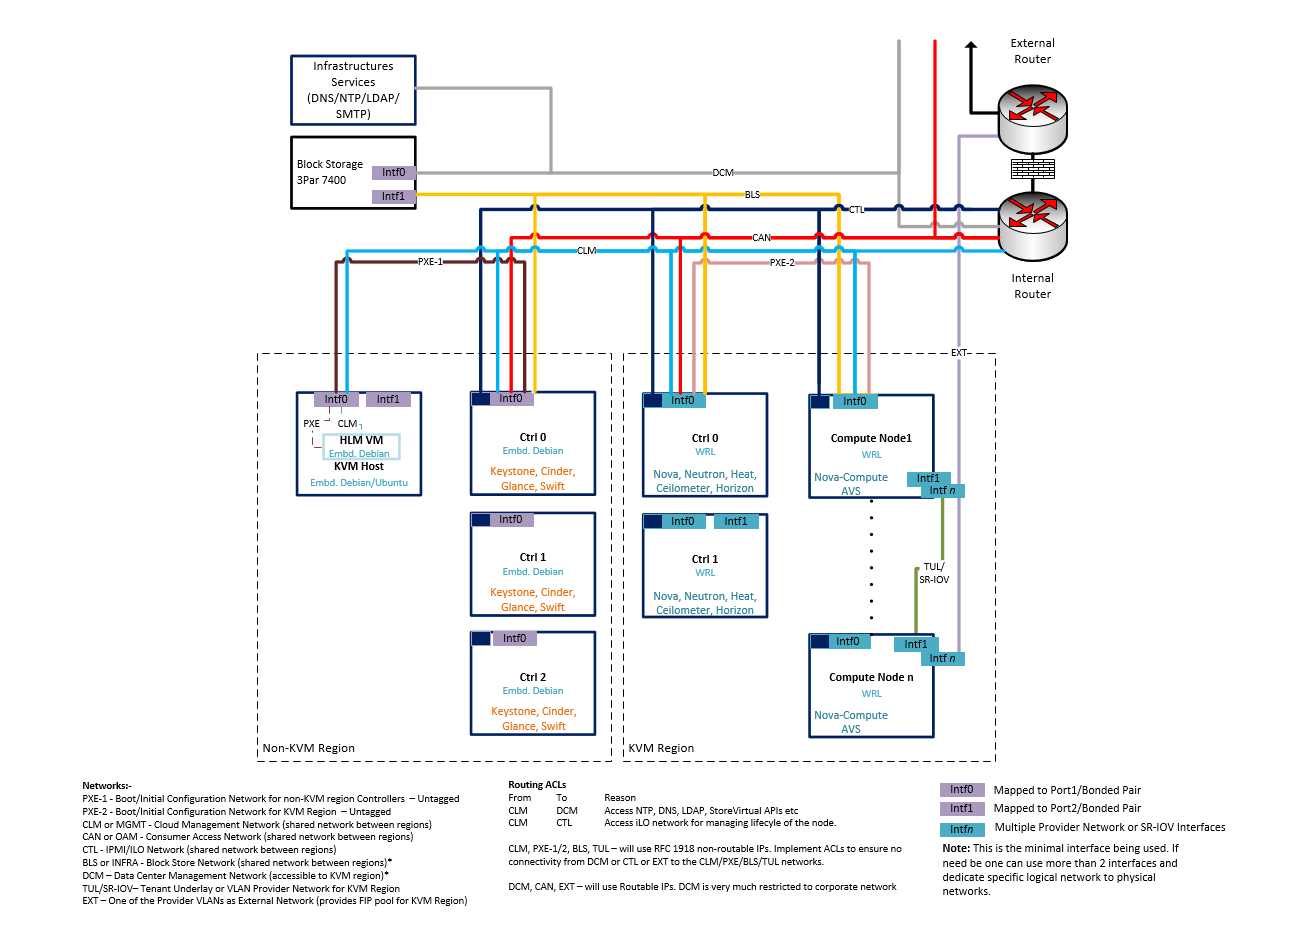 External
Router
Infrastructures
Services
(DNS/NTP/LDAP/
SMTP)
Block Storage
3Par 7400
Intf0
Intf1
DCM
BLS
CTL
CAN
CLM
PXE-1
PXE-2
Internal
Router
EXT
Intf0
Intf1
PXE
CLM
HLM VM
Embd. Debian
KVM Host
Embd. Debian/Ubuntu
Intf0
Ctrl 0
Embd. Debian
Keystone, Cinder,
Glance, Swift
Intf0
Ctrl 1
Embd. Debian
Keystone, Cinder,
Glance, Swift
Intf0
Ctrl 2
Embd. Debian
Keystone, Cinder,
Glance, Swift
Non-KVM Region
Intf0
Ctrl 0
WRL
Nova, Neutron, Heat,
Ceilometer, Horizon
Intf0
Intf1
Ctrl 1
WRL
Nova, Neutron, Heat,
Ceilometer, Horizon
Intf0
Compute Node1
WRL
Nova-Compute
AVS
Intf1
Intf n
TUL/
SR-IOV
Intf0
Intf1
Intf n
Compute Node n
WRL
Nova-Compute
AVS
KVM Region
Networks:-
PXE-1 - Boot/Initial Configuration Network for non-KVM region Controllers – Untagged
PXE-2 - Boot/Initial Configuration Network for KVM Region – Untagged
CLM or MGMT - Cloud Management Network (shared network between regions)
CAN or OAM - Consumer Access Network (shared network between regions)
CTL - IPMI/ILO Network (shared network between regions)
BLS or INFRA - Block Store Network (shared network between regions)*
DCM – Data Center Management Network (accessible to KVM region)*
TUL/SR-IOV– Tenant Underlay or VLAN Provider Network for KVM Region
EXT – One of the Provider VLANs as External Network (provides FIP pool for KVM Region)
Routing ACLs
From To Reason
CLM DCM Access NTP, DNS, LDAP, StoreVirtual APIs etc
CLM CTL Access iLO network for managing lifecyle of the node.
CLM, PXE-1/2, BLS, TUL – will use RFC 1918 non-routable IPs. Implement ACLs to ensure no
connectivity from DCM or CTL or EXT to the CLM/PXE/BLS/TUL networks.
DCM, CAN, EXT – will use Routable IPs. DCM is very much restricted to corporate network
Intf0 Mapped to Port1/Bonded Pair
Intf1 Mapped to Port2/Bonded Pair
Intfn Multiple Provider Network or SR-IOV Interfaces
Note: This is the minimal interface being used. If
need be one can use more than 2 interfaces and
dedicate specific logical network to physical
networks.